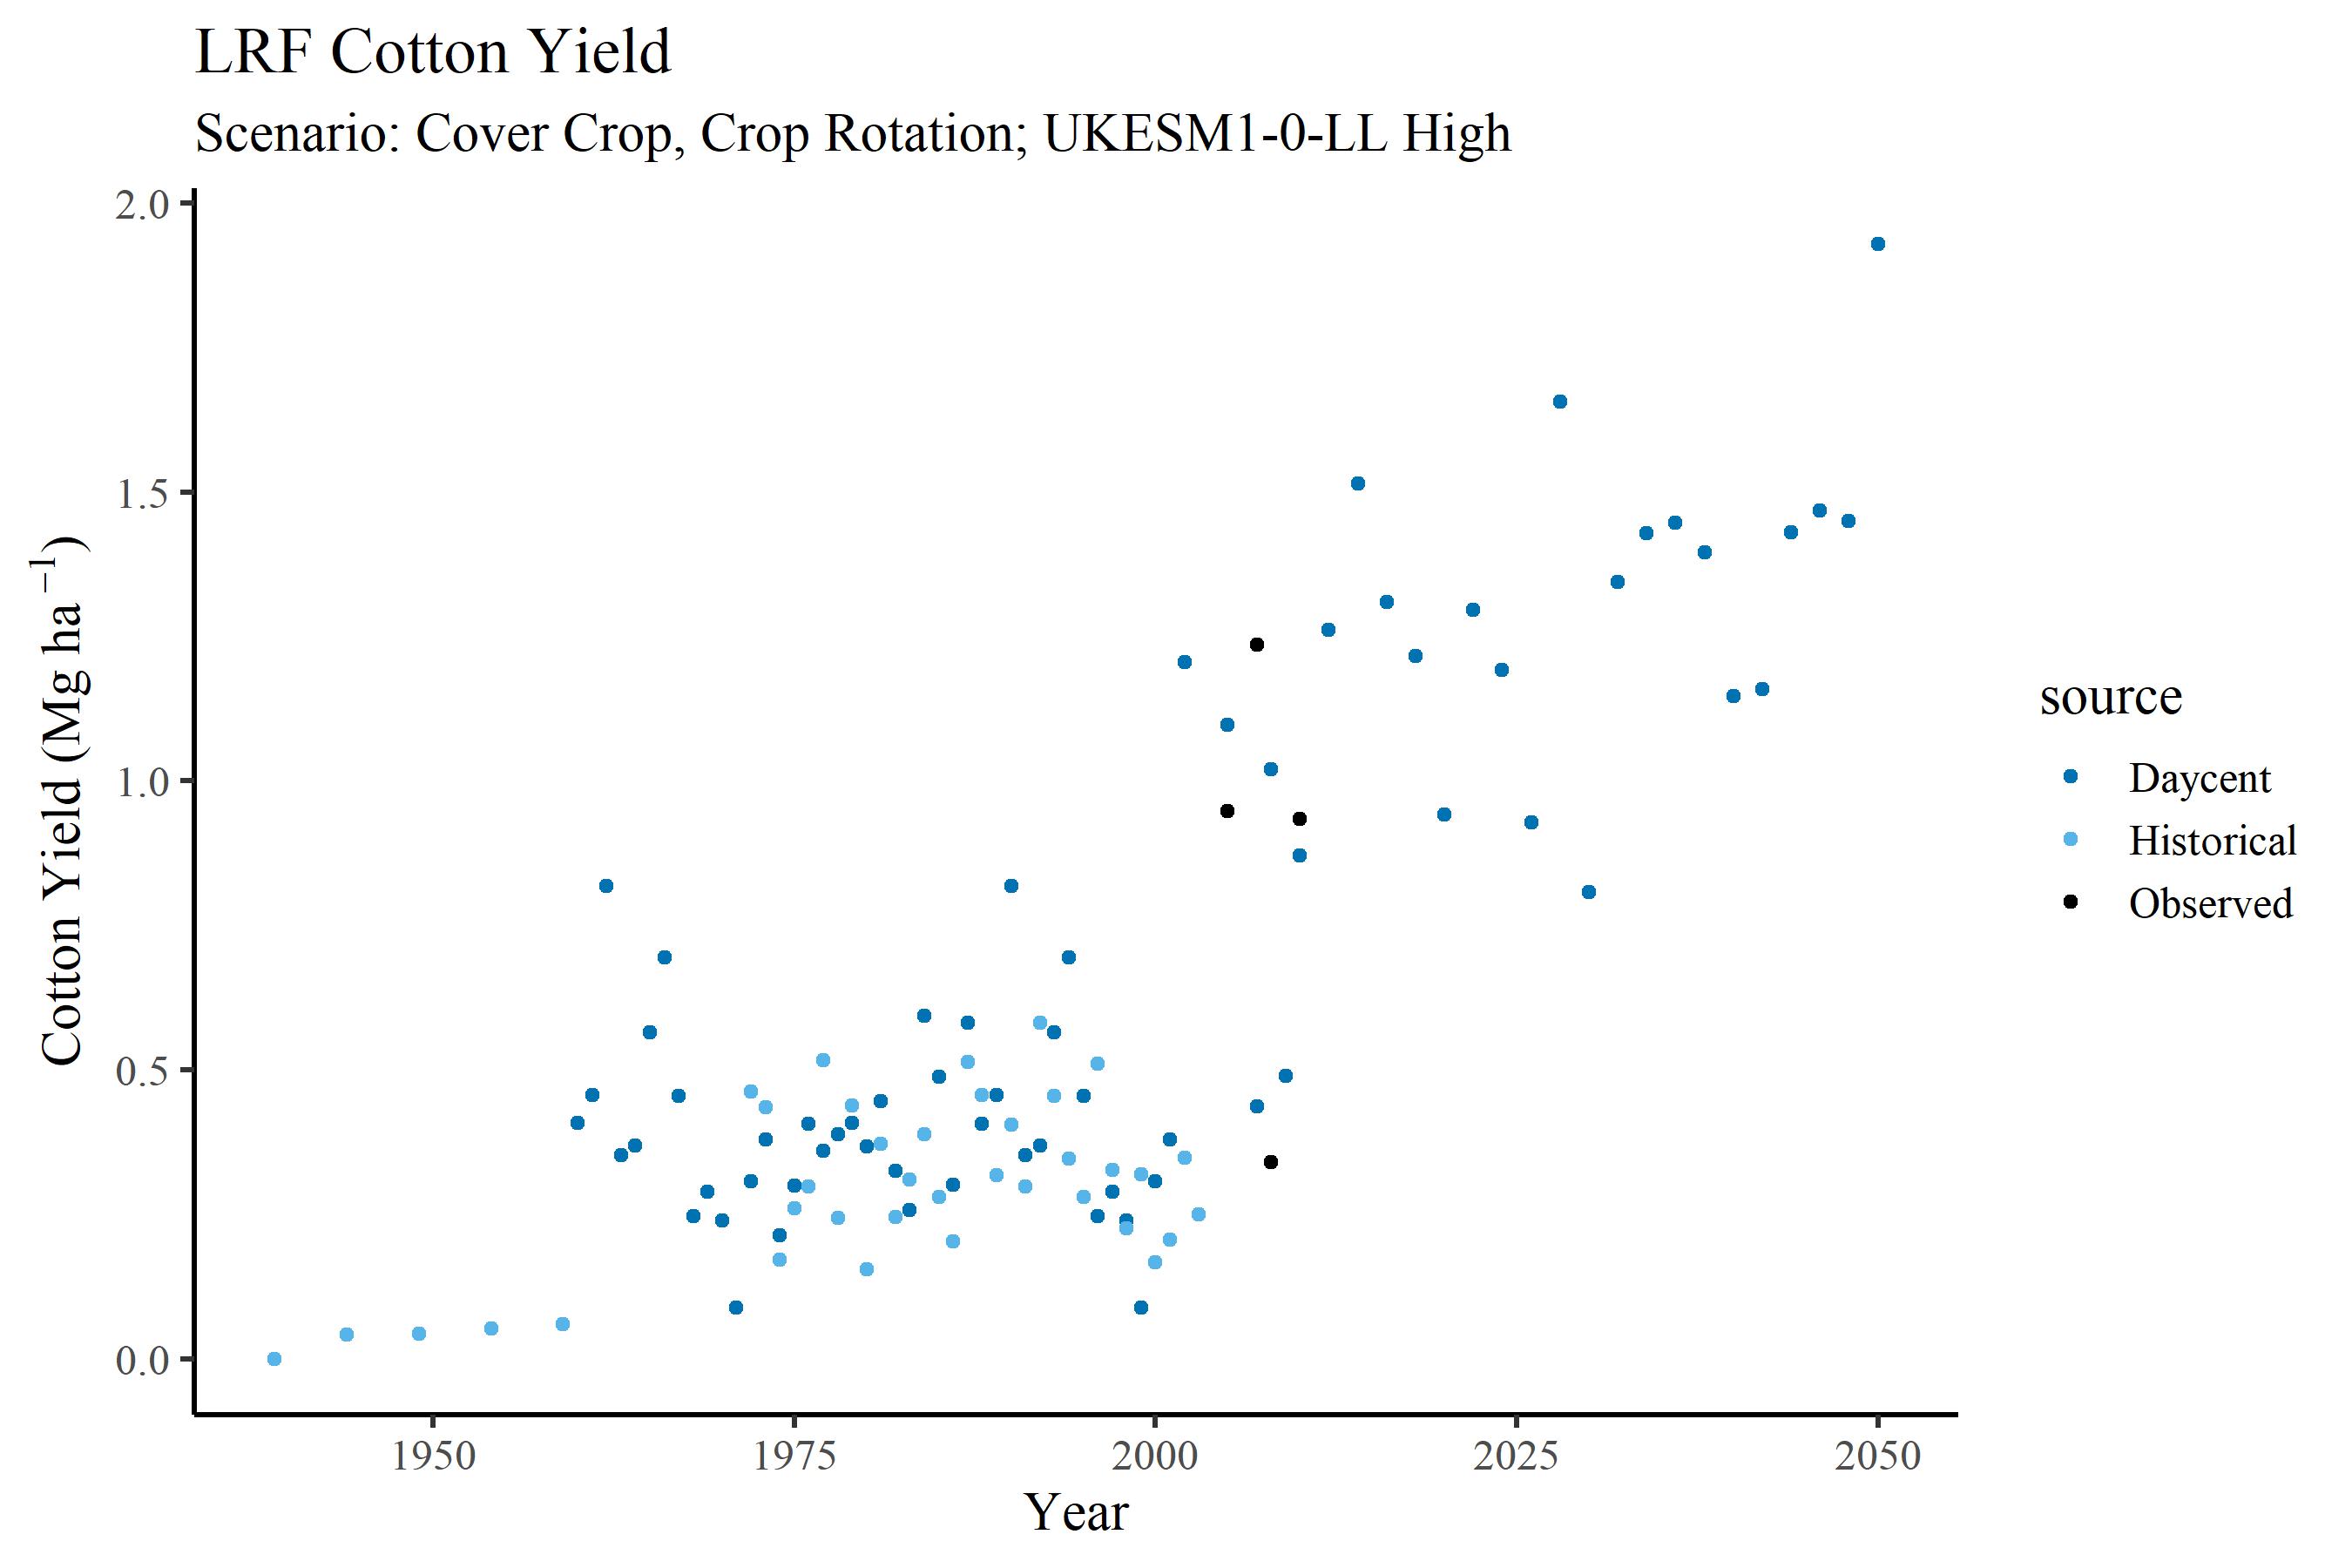 LRF Cotton Yield
Scenario: Cover Crop, Crop Rotation; UKESM1-0-LL High
Cotton Yield (Mg ha⁻¹)
2.0
1.5
1.0
0.5
0.0
1950 1975 2000 2025 2050
Year
source
Daycent
Historical
Observed